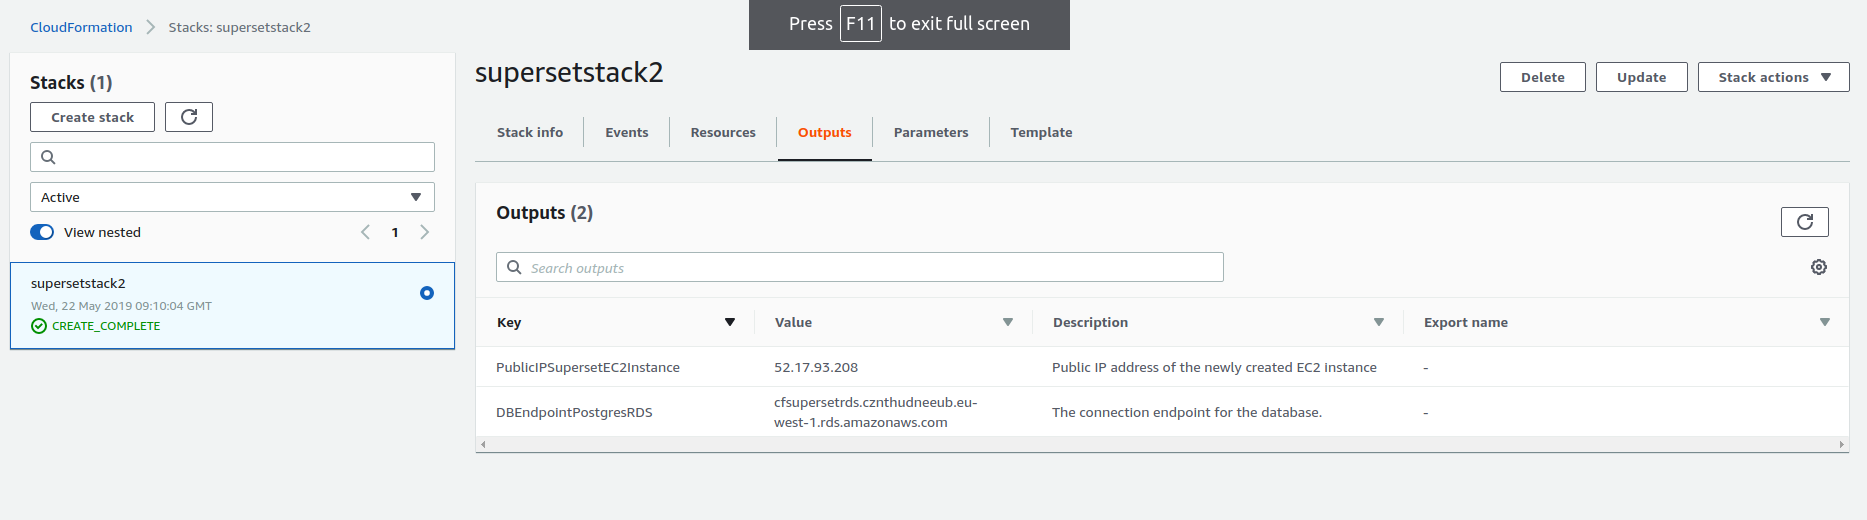 CloudFormation
Stacks: supersetstack2
Press F11 to exit full screen
Stacks (1)
Create stack
Active
View nested
1
supersetstack2
Wed, 22 May 2019 09:10:04 GMT
CREATE_COMPLETE
supersetstack2
Delete
Update
Stack actions
Stack info
Events
Resources
Outputs
Parameters
Template
Outputs (2)
Search outputs
Key
Value
Description
Export name
PublicIPSupersetEC2Instance
52.17.93.208
Public IP address of the newly created EC2 instance
-
DBEndpointPostgresRDS
cfsupersetrds.cznthudneeub.eu-
west-1.rds.amazonaws.com
The connection endpoint for the database.
-